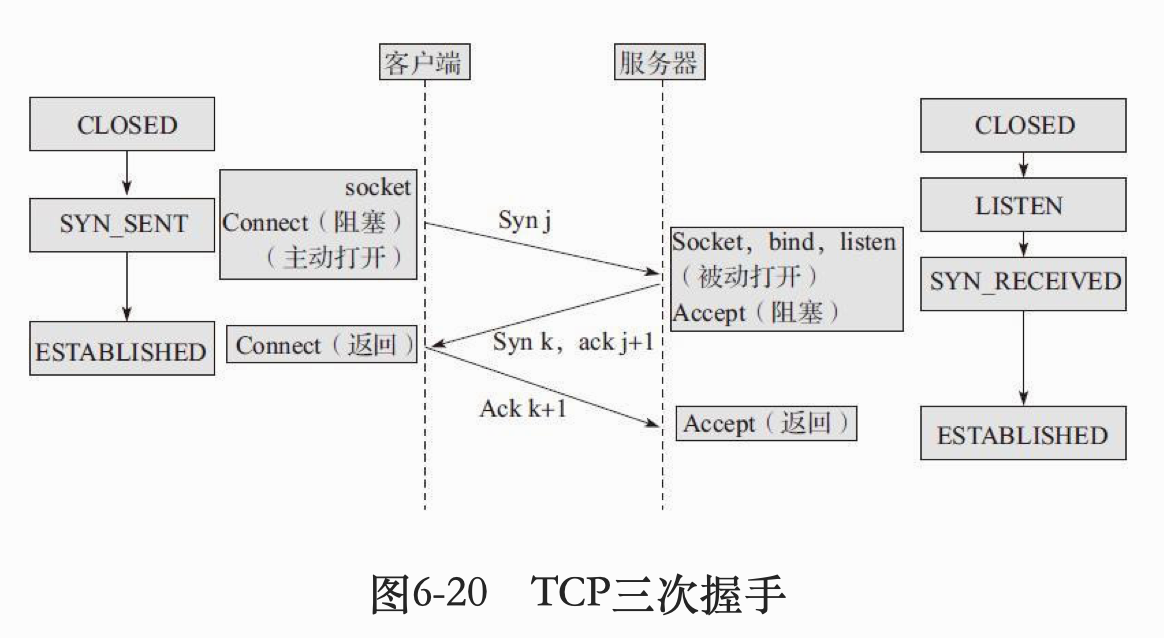 客户端
服务器
CLOSED
SYN_SENT
ESTABLISHED
socket
Connect（阻塞）
（主动打开）
Connect（返回）
Syn j
Syn k，ack j+1
Ack k+1
Socket，bind，listen
（被动打开）
Accept（阻塞）
Accept（返回）
CLOSED
LISTEN
SYN_RECEIVED
ESTABLISHED
图6-20 TCP三次握手